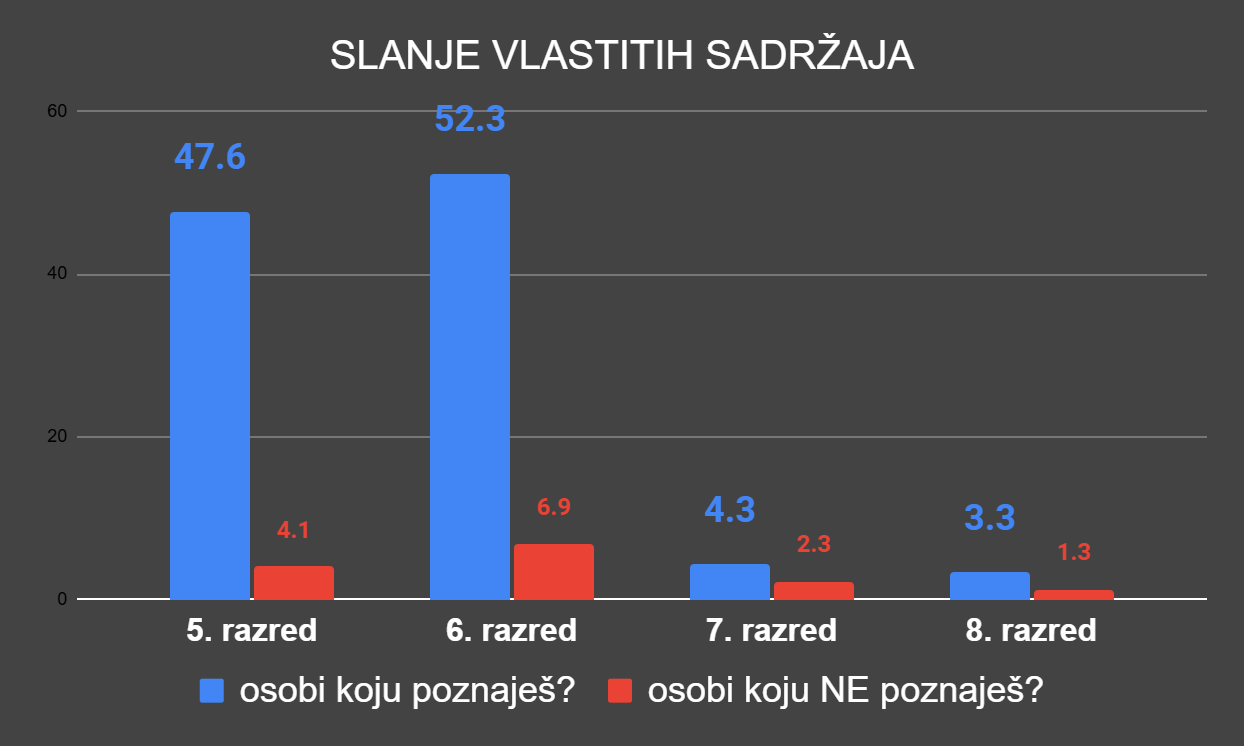 SLANJE VLASTITIH SADRŽAJA
60
40
20
0
47.6
4.1
52.3
6.9
4.3
2.3
3.3
1.3
5. razred
6. razred
7. razred
8. razred
osobi koju poznaješ?
osobi koju NE poznaješ?